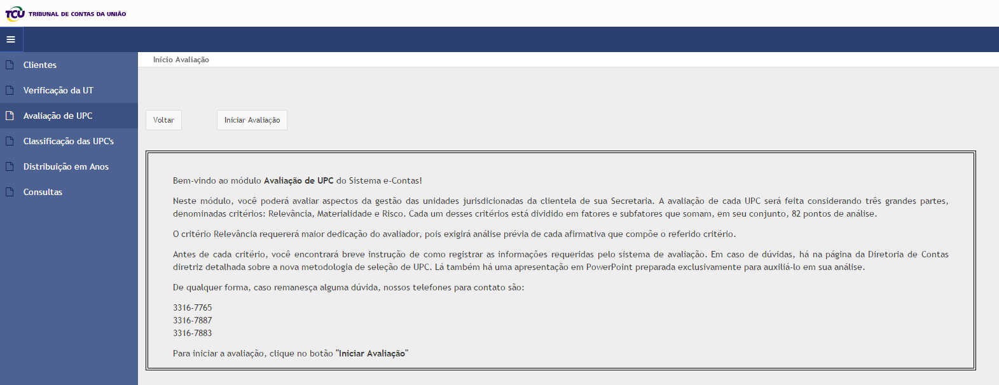 TCU TRIBUNAL DE CONTAS DA UNIÃO
Clientes
Verificação da UT
Avaliação de UPC
Classificação das UPC's
Distribuição em Anos
Consultas
Início Avaliação
Voltar
Iniciar Avaliação
Bem-vindo ao módulo Avaliação de UPC do Sistema e-Contas!
Neste módulo, você poderá avaliar aspectos da gestão das unidades jurisdicionadas da clientela de sua Secretaria. A avaliação de cada UPC será feita considerando três grandes partes,
denominadas critérios: Relevância, Materialidade e Risco. Cada um desses critérios está dividido em fatores e subfatores que somam, em seu conjunto, 82 pontos de análise.
O critério Relevância requererá maior dedicação do avaliador, pois exigirá análise prévia de cada afirmativa que compõe o referido critério.
Antes de cada critério, você encontrará breve instrução de como registrar as informações requeridas pelo sistema de avaliação. Em caso de dúvidas, há na página da Diretoria de Contas
diretriz detalhada sobre a nova metodologia de seleção de UPC. Lá também há uma apresentação em PowerPoint preparada exclusivamente para auxiliá-lo em sua análise.
De qualquer forma, caso remanesça alguma dúvida, nossos telefones para contato são:
3316-7765
3316-7887
3316-7883
Para iniciar a avaliação, clique no botão "Iniciar Avaliação"